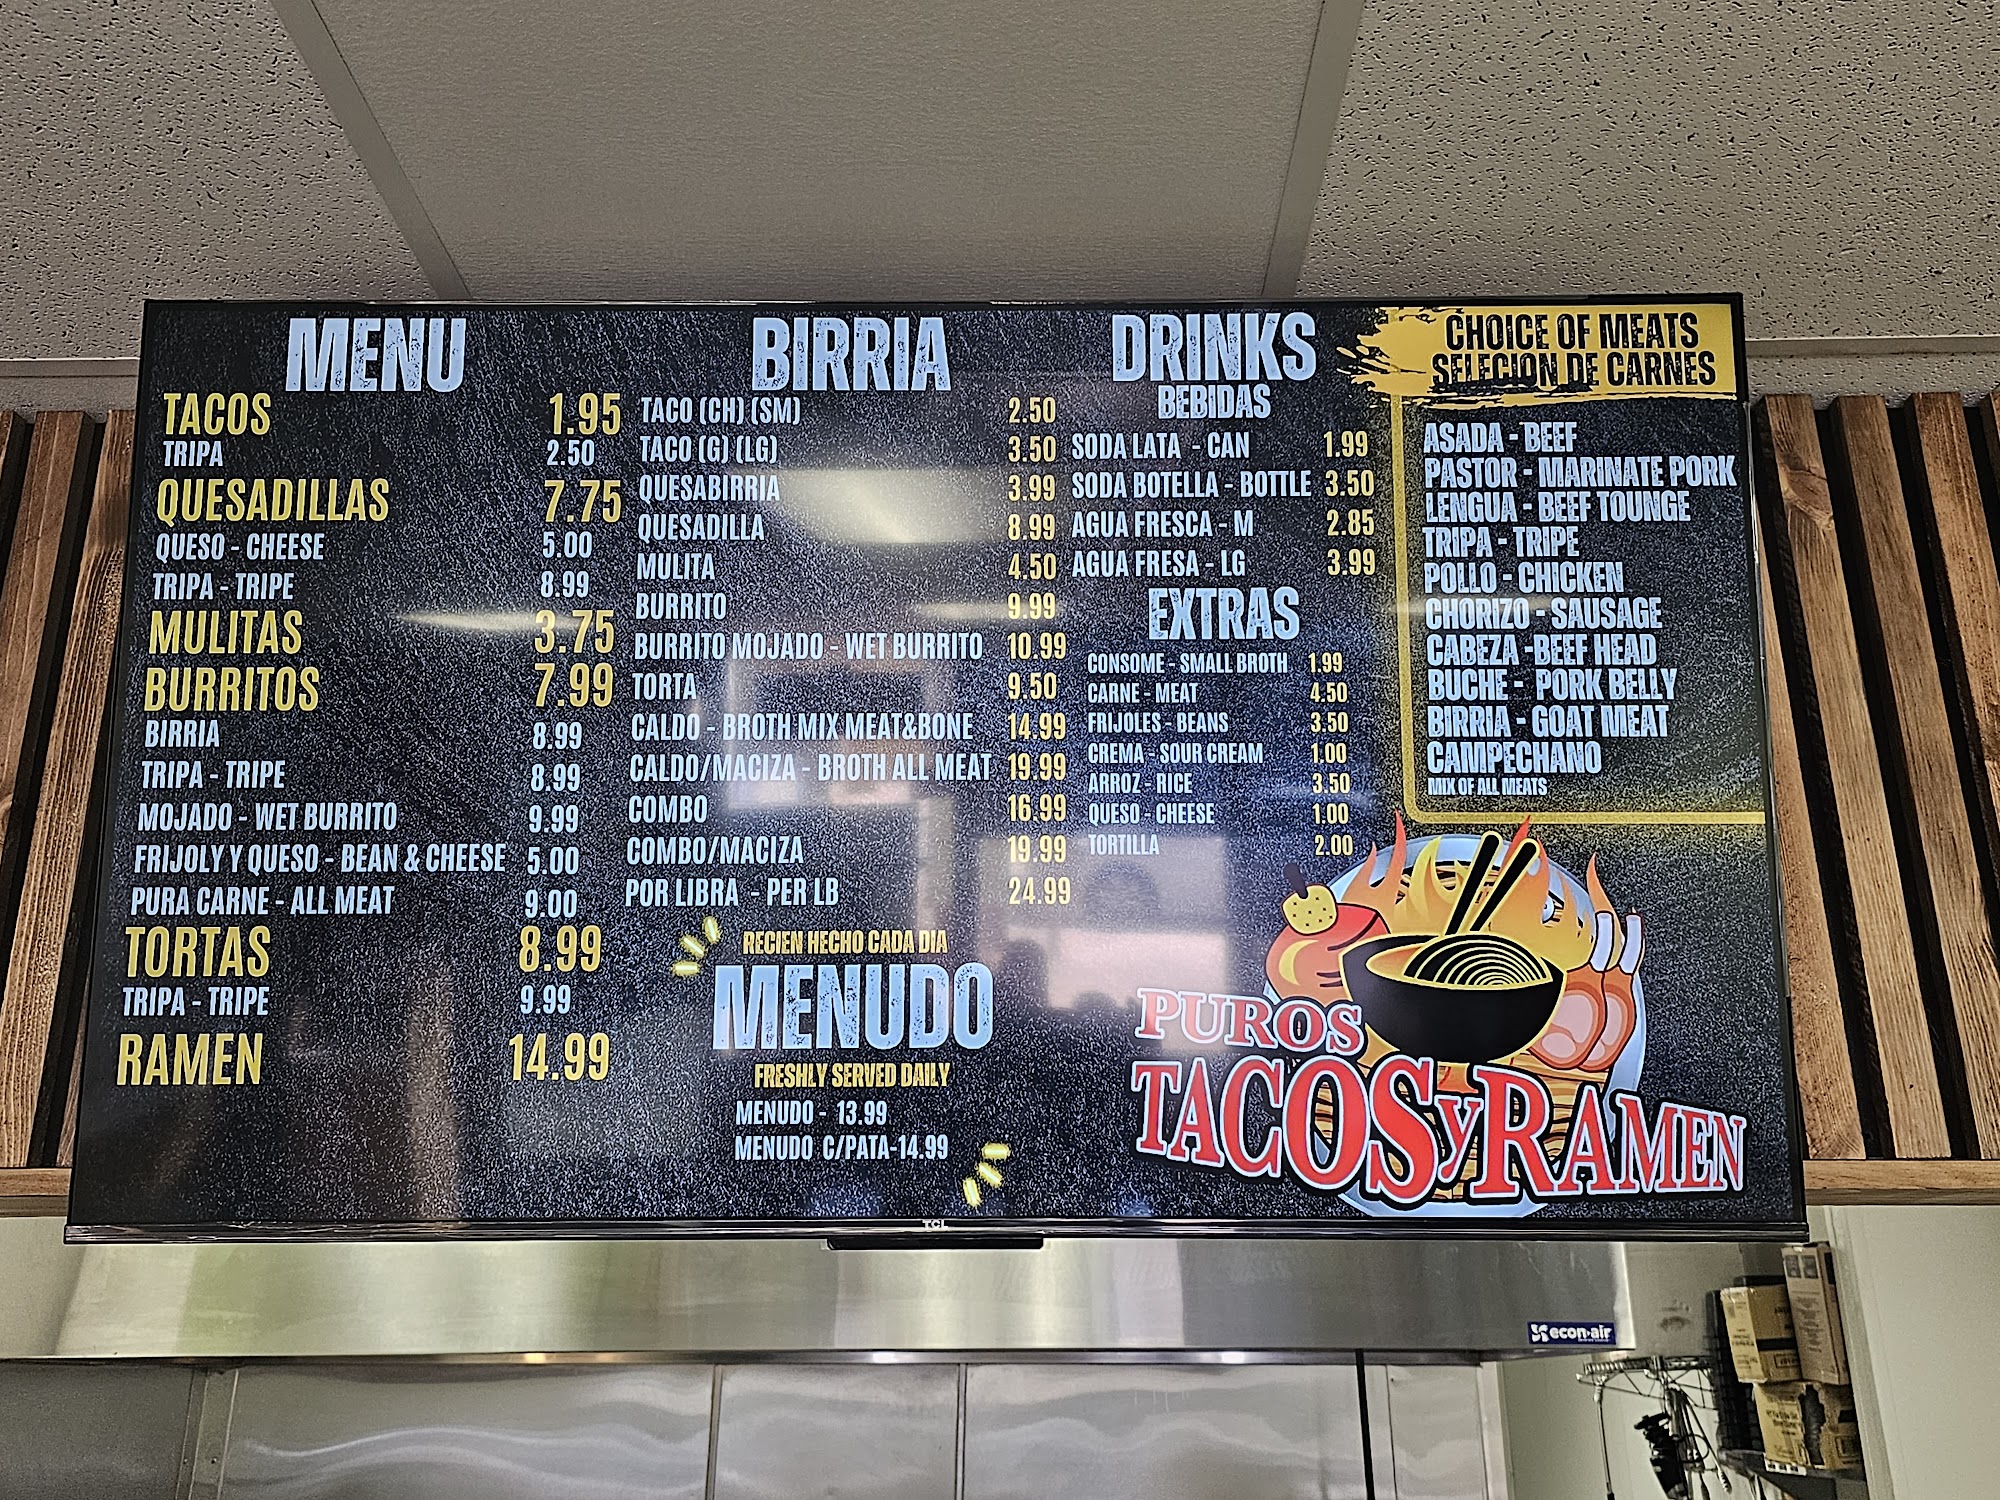 MENU
TACOS 1.95
TRIPA 2.50
QUESADILLAS 7.75
QUESO - CHEESE 5.00
TRIPA - TRIPE 8.99
MULITAS 3.75
BURRITOS 7.99
BIRRIA 8.99
TRIPA - TRIPE 8.99
MOJADO - WET BURRITO 9.99
FRIJOLY Y QUESO - BEAN & CHEESE 5.00
PURA CARNE - ALL MEAT 9.00
TORTAS 8.99
TRIPA - TRIPE 9.99
RAMEN 14.99
BIRRIA
TACO (CH) (SM) 2.50
TACO (G) (LG) 3.50
QUESABIRRIA 3.99
QUESADILLA 8.99
MULITA 4.50
BURRITO 9.99
BURRITO MOJADO - WET BURRITO 10.99
TORTA 9.50
CALDO - BROTH MIX MEAT&BONE 14.99
CALDO/MACIZA - BROTH ALL MEAT 19.99
COMBO 16.99
COMBO/MACIZA 19.99
POR LIBRA - PER LB 24.99
RECIEN HECHO CADA DIA
MENUDO
FRESHLY SERVED DAILY
MENUDO - 13.99
MENUDO C/PATA-14.99
DRINKS
BEBIDAS
SODA LATA - CAN 1.99
SODA BOTELLA - BOTTLE 3.50
AGUA FRESCA - M 2.85
AGUA FRESA - LG 3.99
EXTRAS
CONSOME - SMALL BROTH 1.99
CARNE - MEAT 4.50
FRIJOLES - BEANS 3.50
CREMA - SOUR CREAM 1.00
ARROZ - RICE 3.50
QUESO - CHEESE 1.00
TORTILLA 2.00
CHOICE OF MEATS
SELECION DE CARNES
ASADA - BEEF
PASTOR - MARINATE PORK
LENGUA - BEEF TOUNGE
TRIPA - TRIPE
POLLO - CHICKEN
CHORIZO - SAUSAGE
CABEZA -BEEF HEAD
BUCHE - PORK BELLY
BIRRIA - GOAT MEAT
CAMPECHANO
MIX OF ALL MEATS
PUROS
TACOS Y RAMEN
TCL
econ-air